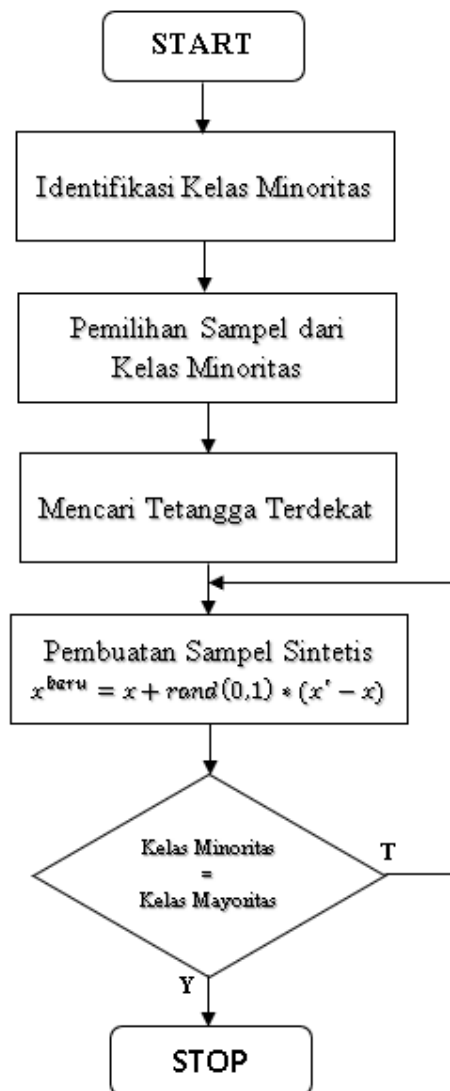 START
Identifikasi Kelas Minoritas
Pemilihan Sampel dari
Kelas Minoritas
Mencari Tetangga Terdekat
Pembuatan Sampel Sintetis
x^baru = x + rand(0,1) * (x' − x)
Kelas Minoritas
=
Kelas Mayoritas
T
Y
STOP